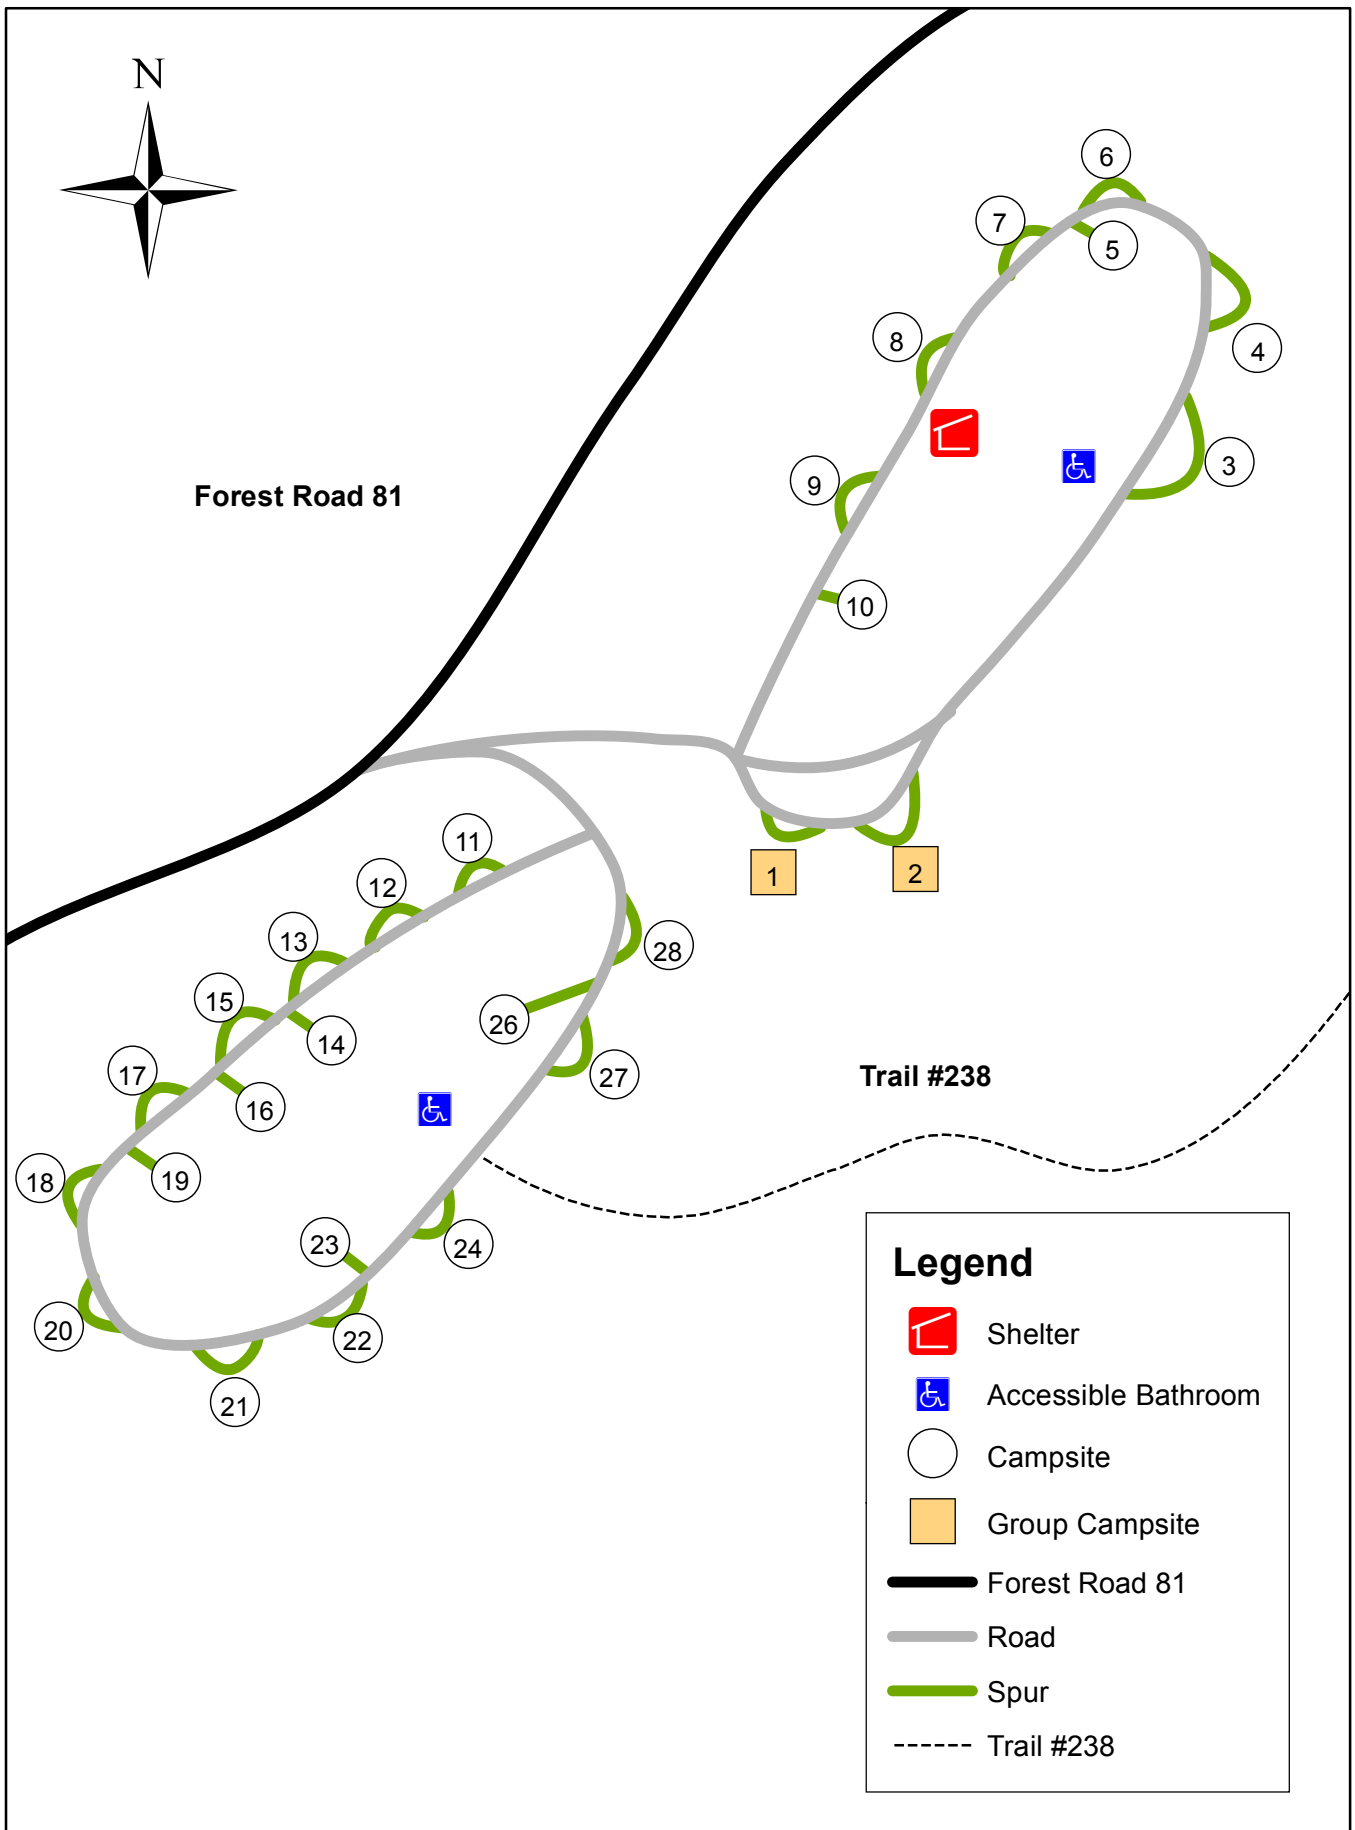 N
6
7
5
8
4
3
9
Forest Road 81
10
11
1
2
12
13
28
15
26
14
17
27
Trail #238
16
18
19
23
24
20
22
21
Legend
Shelter
Accessible Bathroom
Campsite
Group Campsite
Forest Road 81
Road
Spur
Trail #238